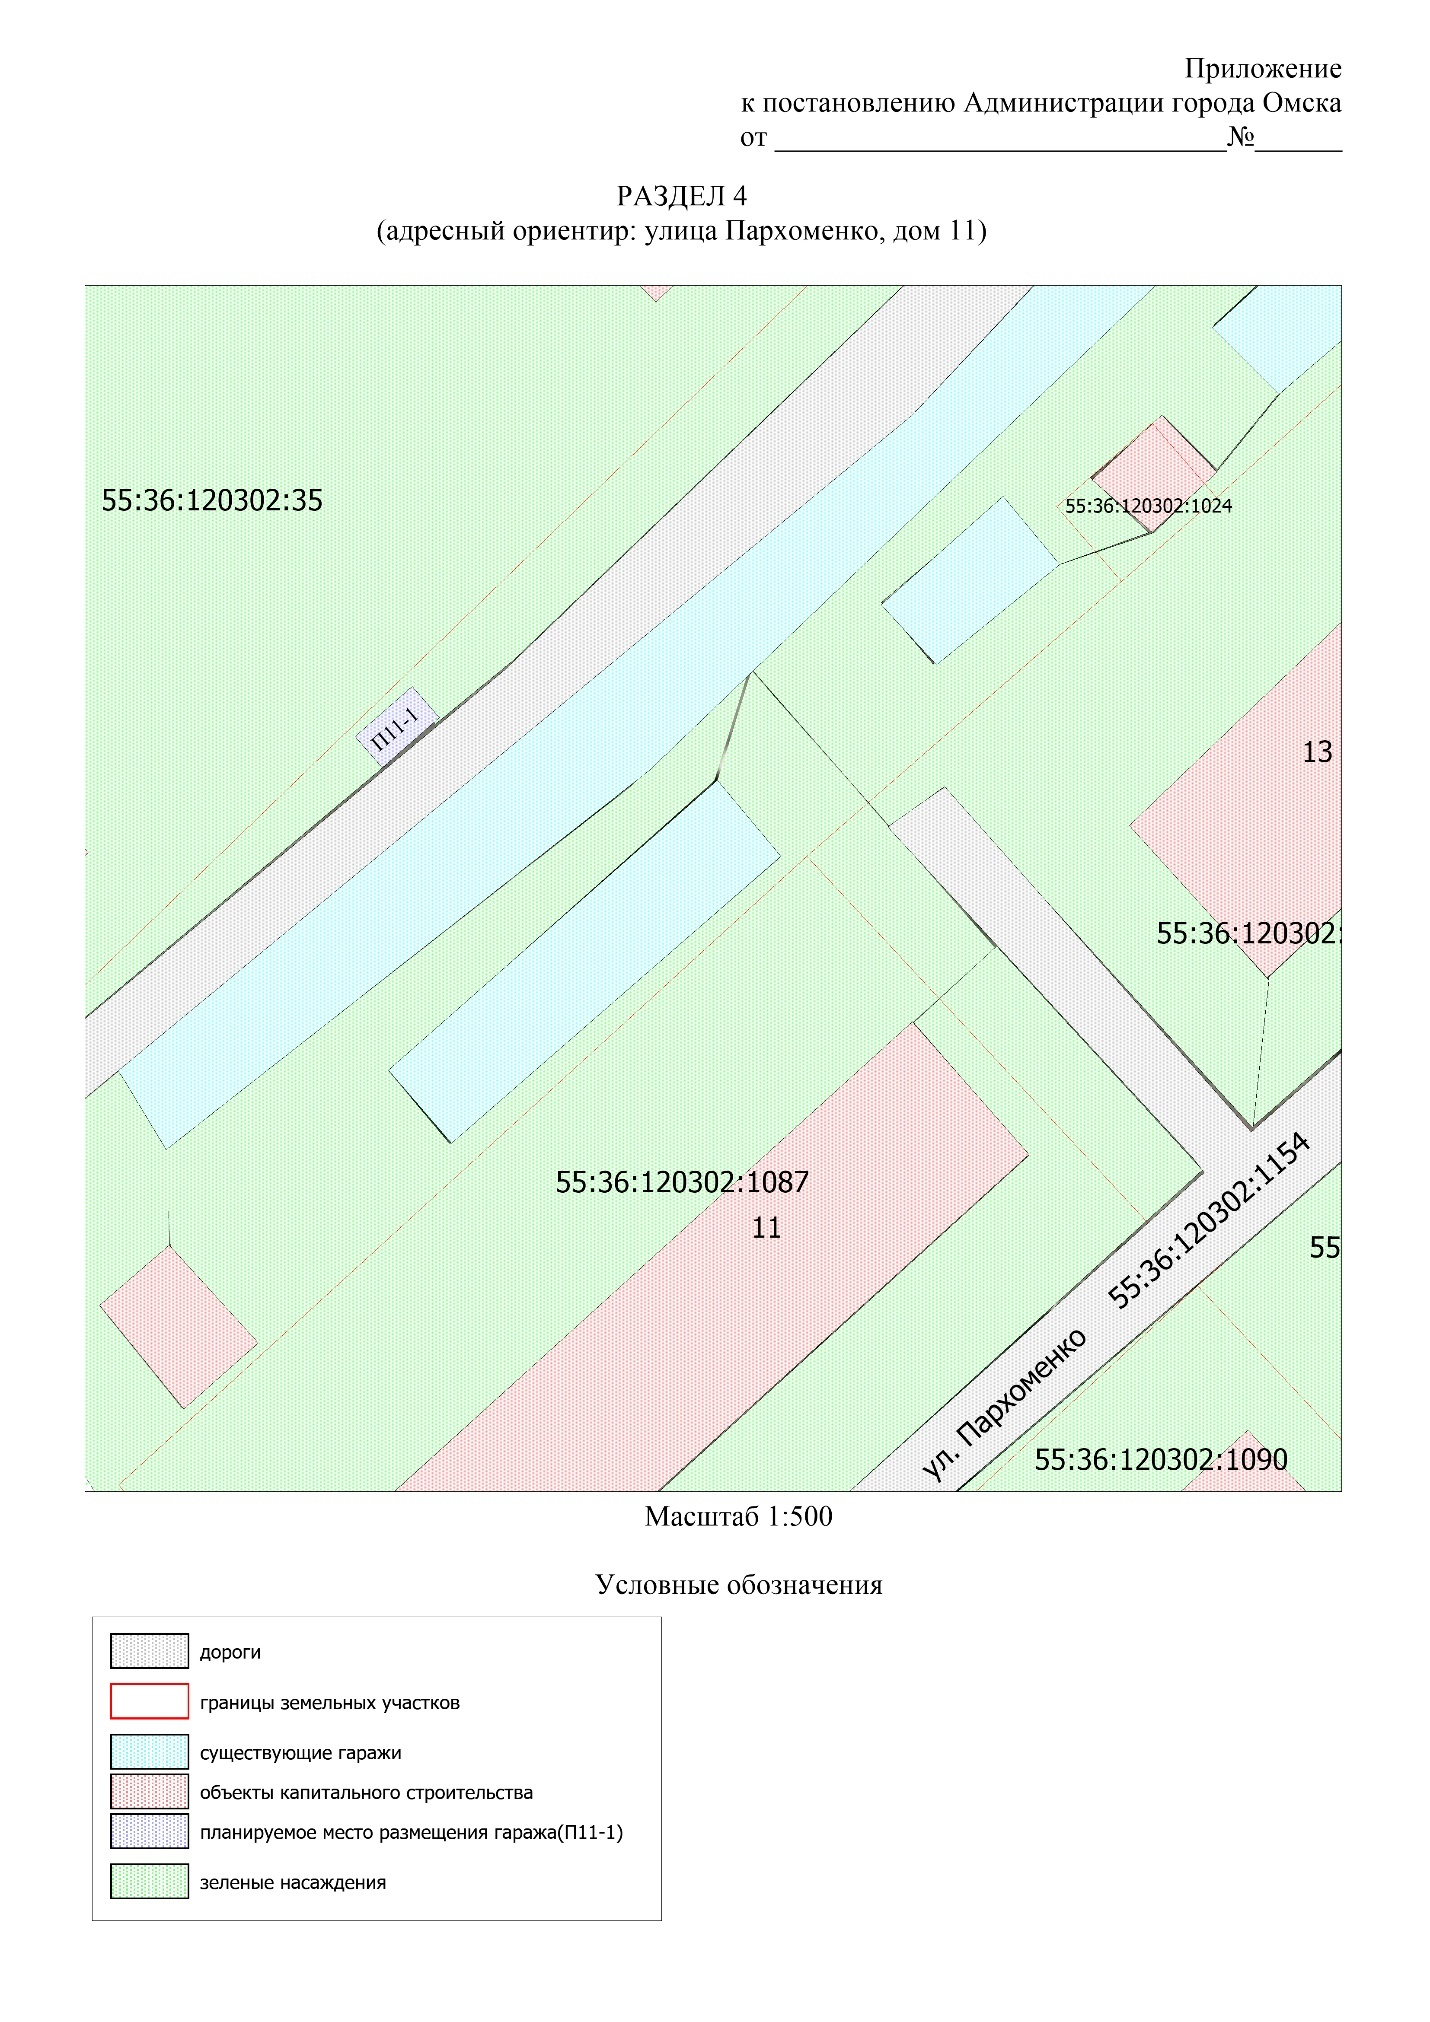 Приложение
к постановлению Администрации города Омска
от ______________________________№______
РАЗДЕЛ 4
(адресный ориентир: улица Пархоменко, дом 11)
55:36:120302:35
55:36:120302:1024
П11-1
13
55:36:120302:
55:36:120302:1087
11
55:36:120302:1154
55
ул. Пархоменко
55:36:120302:1090
Масштаб 1:500
Условные обозначения
дороги
границы земельных участков
существующие гаражи
объекты капитального строительства
планируемое место размещения гаража(П11-1)
зеленые насаждения